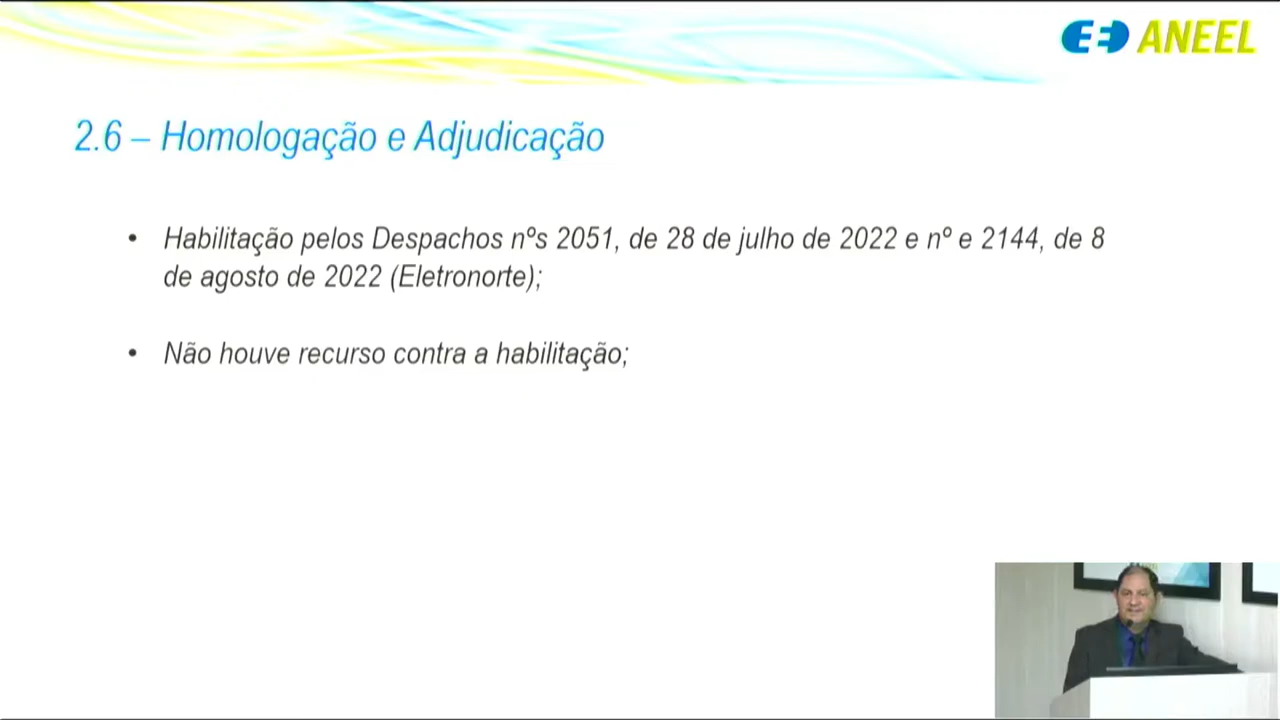 ANEEL
2.6 – Homologação e Adjudicação
• Habilitação pelos Despachos nºs 2051, de 28 de julho de 2022 e nº e 2144, de 8
de agosto de 2022 (Eletronorte);
• Não houve recurso contra a habilitação;